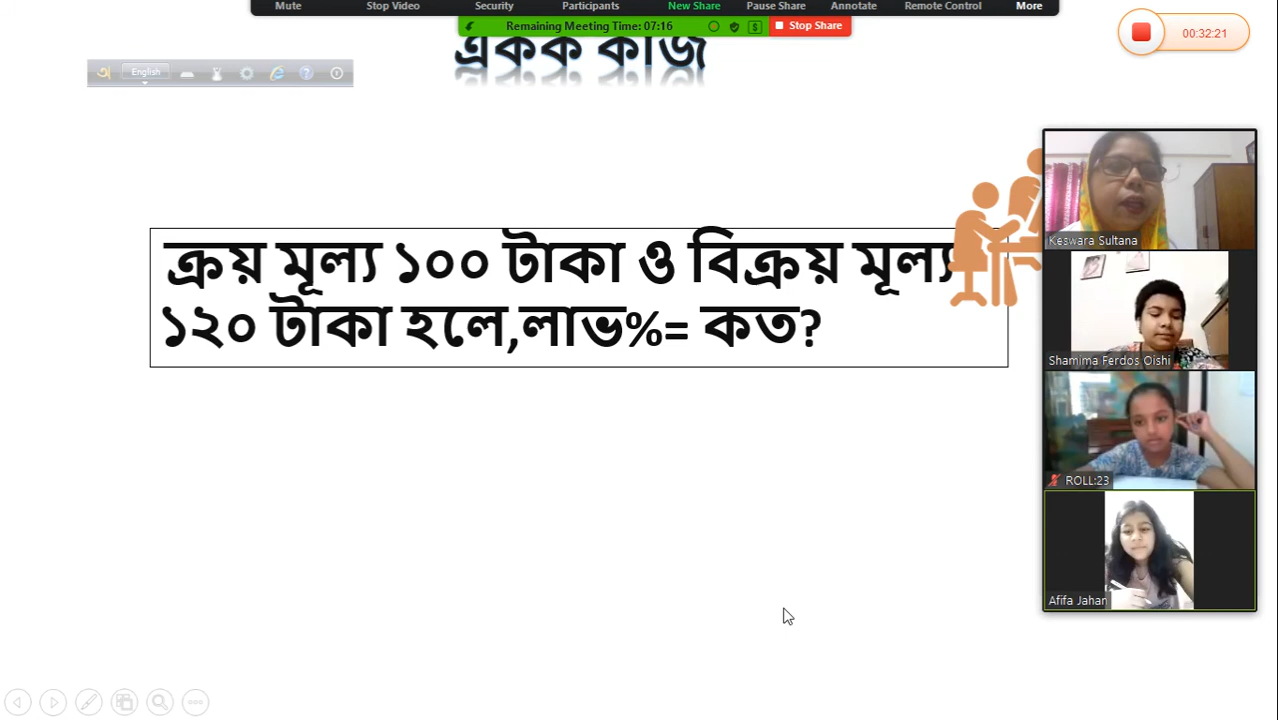 Mute Stop Video Security Participants New Share Pause Share Annotate Remote Control More
Remaining Meeting Time: 07:16 Stop Share
00:32:21
একক কাজ
English
ক্রয় মূল্য ১০০ টাকা ও বিক্রয় মূল্য
১২০ টাকা হলে,লাভ%= কত?
Keswara Sultana
Shamima Ferdos Oishi
ROLL:23
Afifa Jahan